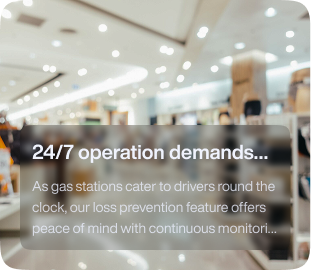 24/7 operation demands...
As gas stations cater to drivers round the
clock, our loss prevention feature offers
peace of mind with continuous monitori...